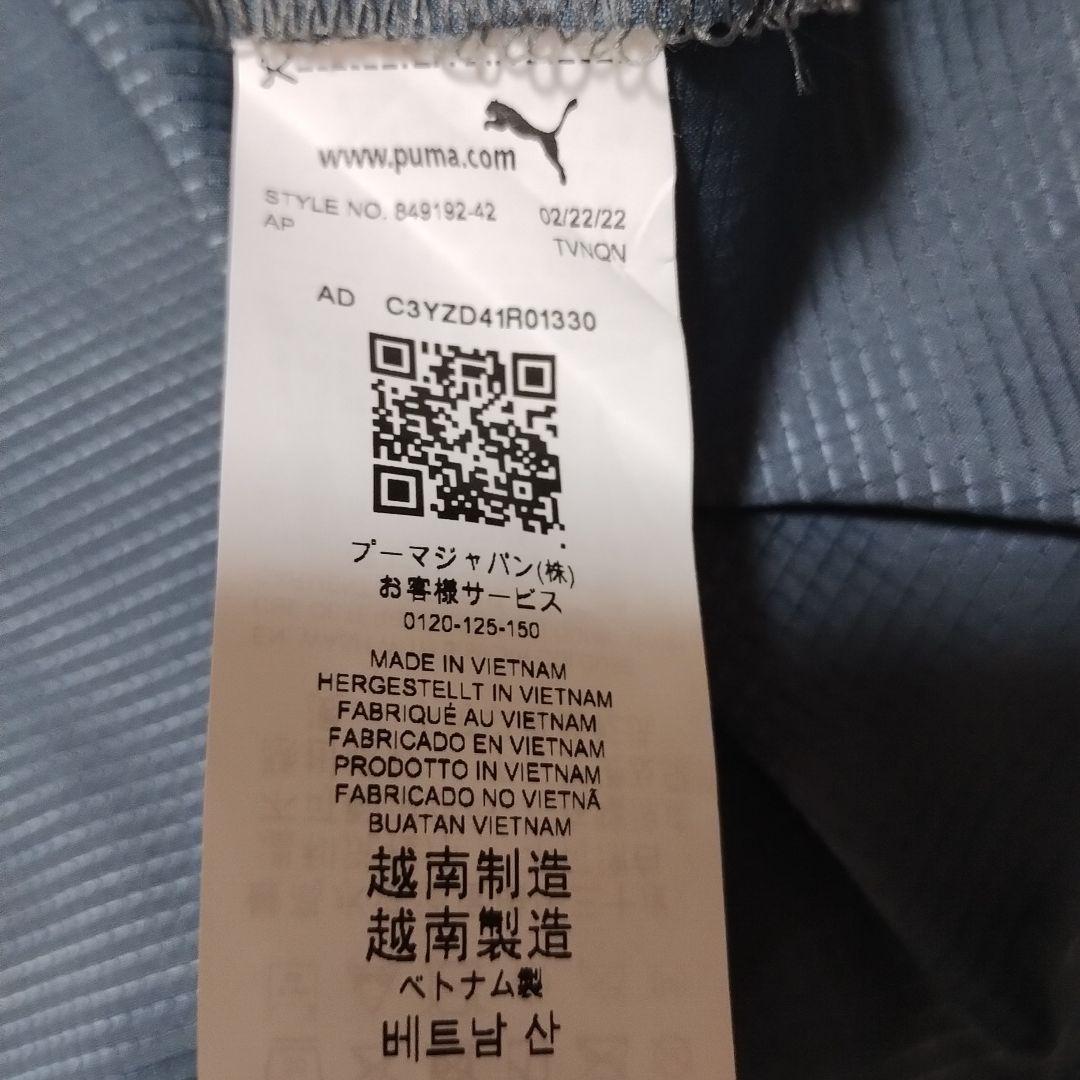 www.puma.com
STYLE NO. 849192-42 02/22/22
AP TVNQN
AD C3YZD41R01330
プーマジャパン(株)
お客様サービス
0120-125-150
MADE IN VIETNAM
HERGESTELLT IN VIETNAM
FABRIQUÉ AU VIETNAM
FABRICADO EN VIETNAM
PRODOTTO IN VIETNAM
FABRICADO NO VIETNÃ
BUATAN VIETNAM
越南制造
越南製造
ベトナム製
베트남 산